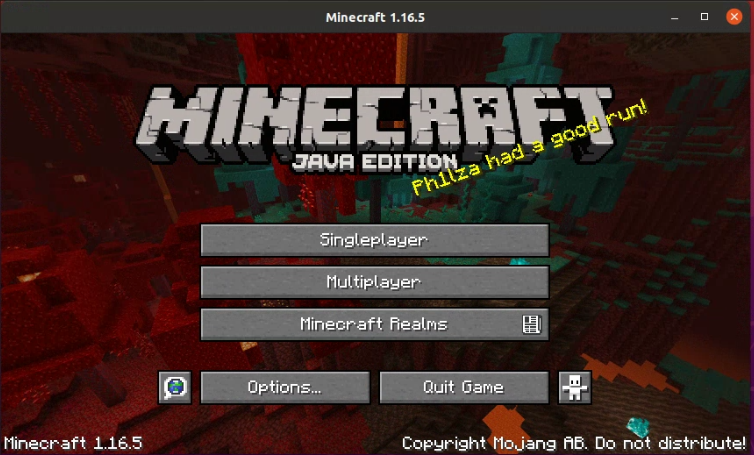 Minecraft 1.16.5
MINECRAFT
JAVA EDITION
Ph1lza had a good run!
Singleplayer
Multiplayer
Minecraft Realms
Options...
Quit Game
Minecraft 1.16.5
Copyright Mojang AB. Do not distribute!